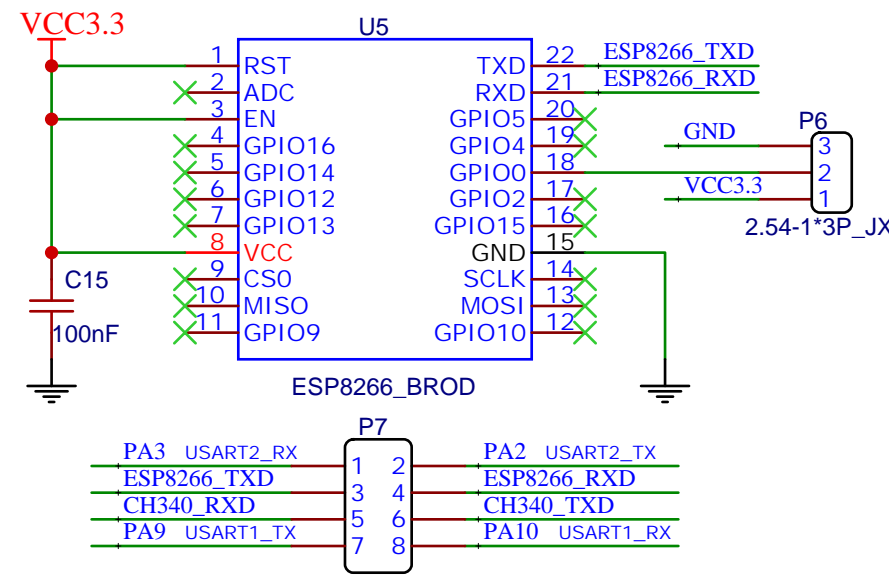 VCC3.3
U5
1 RST TXD 22 ESP8266_TXD
2 ADC RXD 21 ESP8266_RXD
3 EN GPIO5 20 P6
4 GPIO16 GPIO4 19 GND 3
5 GPIO14 GPIO0 18 2
6 GPIO12 GPIO2 17 VCC3.3 1
7 GPIO13 GPIO15 16 2.54-1*3P_JX
8 VCC GND 15
9 CS0 SCLK 14
C15
10 MISO MOSI 13
100nF
11 GPIO9 GPIO10 12
ESP8266_BROD
P7
PA3 USART2_RX 1 2 PA2 USART2_TX
ESP8266_TXD 3 4 ESP8266_RXD
CH340_RXD 5 6 CH340_TXD
PA9 USART1_TX 7 8 PA10 USART1_RX